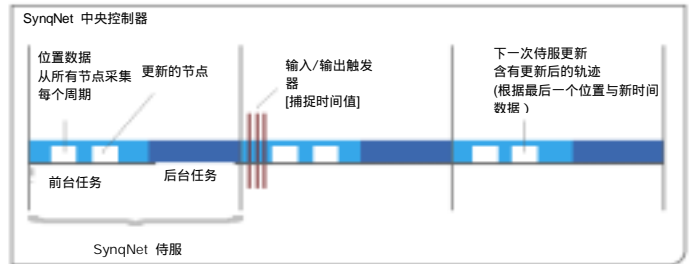 SynqNet 中央控制器
位置数据
从所有节点采集
每个周期
更新的节点
输入/输出触发
器
[捕捉时间值]
下一次侍服更新
含有更新后的轨迹
(根据最后一个位置与新时间
数据 )
前台任务
后台任务
SynqNet 侍服